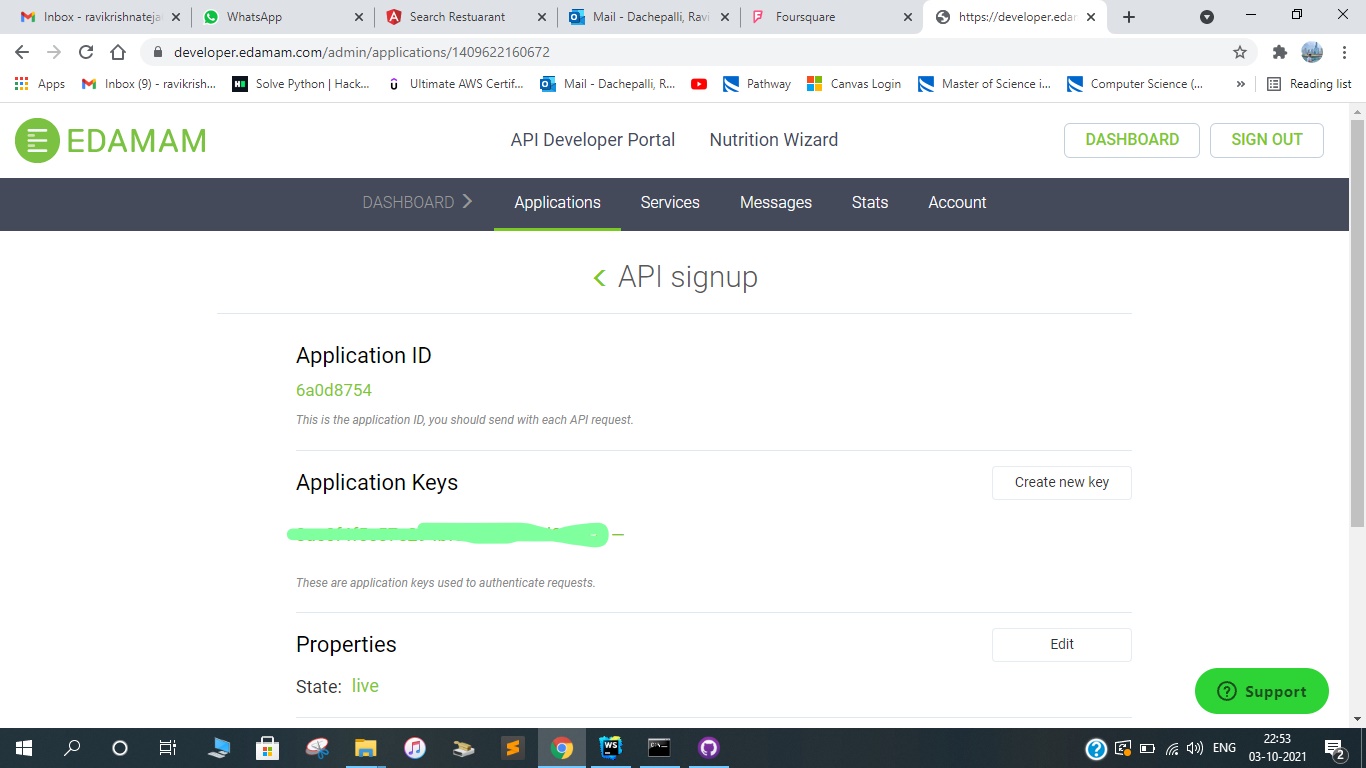 Inbox - ravikrishnateja
WhatsApp
Search Restuarant
Mail - Dachepalli, Ravi
Foursquare
https://developer.edam
developer.edamam.com/admin/applications/1409622160672
Apps
Inbox (9) - ravikrish...
Solve Python | Hack...
Ultimate AWS Certif...
Mail - Dachepalli, R...
Pathway
Canvas Login
Master of Science i...
Computer Science (...
»
Reading list
EDAMAM
API Developer Portal
Nutrition Wizard
DASHBOARD
SIGN OUT
DASHBOARD
Applications
Services
Messages
Stats
Account
API signup
Application ID
6a0d8754
This is the application ID, you should send with each API request.
Application Keys
Create new key
These are application keys used to authenticate requests.
Properties
Edit
State: live
Support
ENG
22:53
03-10-2021
2